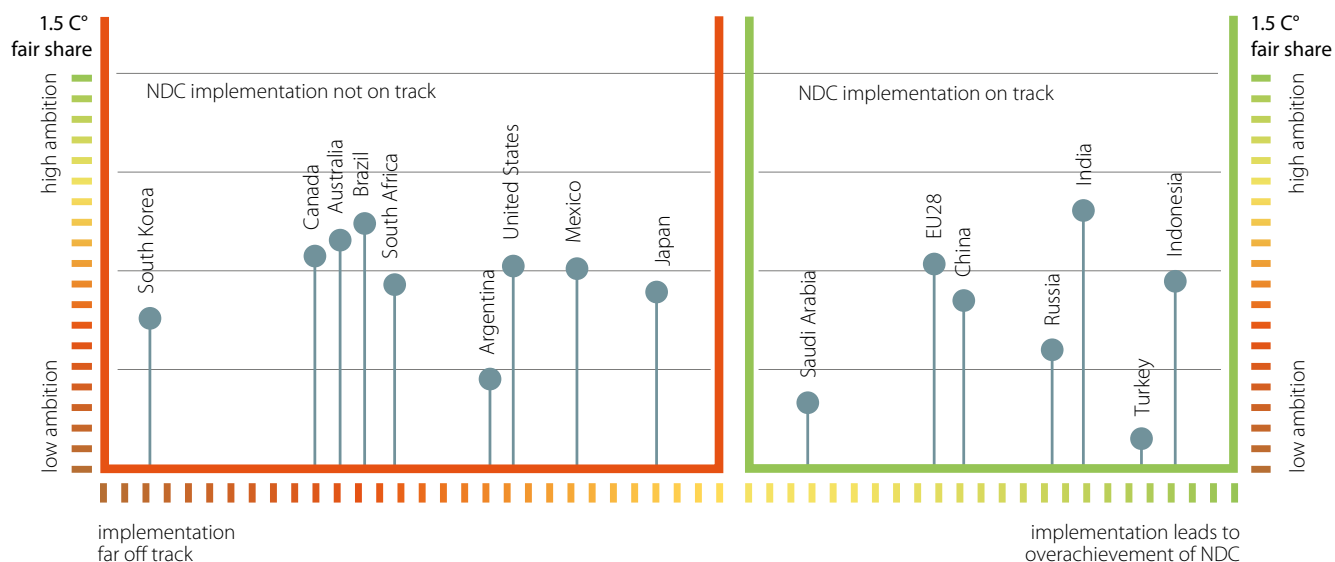 1.5 C°
fair share
high ambition
low ambition
NDC implementation not on track
South Korea
Canada
Australia
Brazil
South Africa
Argentina
United States
Mexico
Japan
implementation
far off track
NDC implementation on track
Saudi Arabia
EU28
China
Russia
India
Turkey
Indonesia
1.5 C°
fair share
high ambition
low ambition
implementation leads to
overachievement of NDC